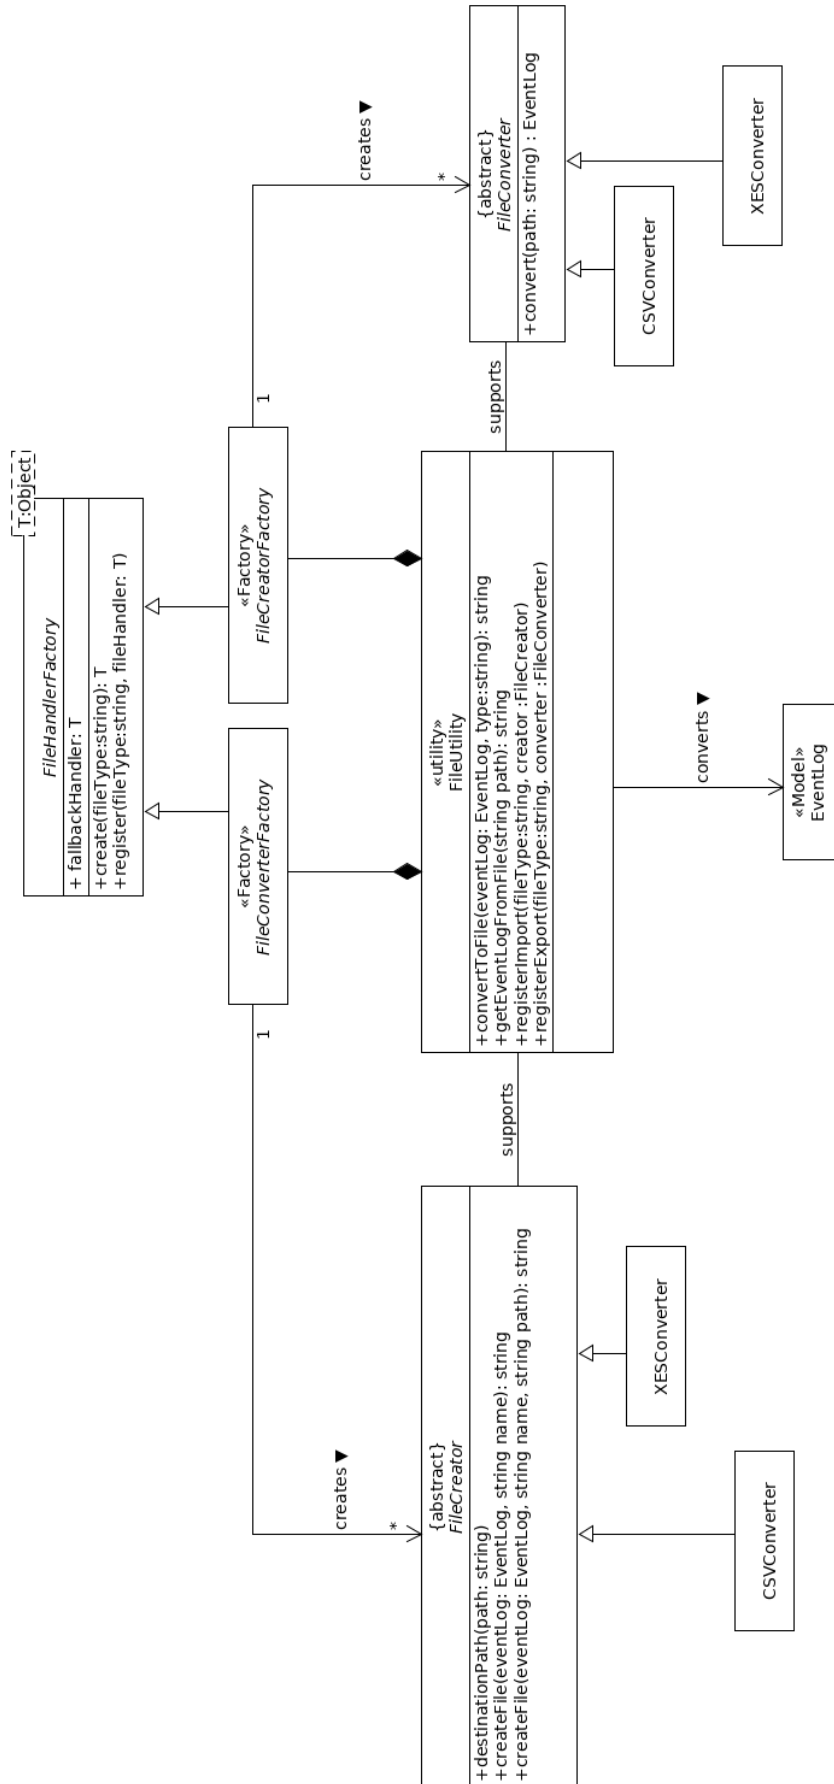 T:Object
FileHandlerFactory
+ fallbackHandler: T
+create(fileType:string): T
+register(fileType:string, fileHandler: T)
«Factory»
FileConverterFactory
«Factory»
FileCreatorFactory
1
1
creates ▼
*
creates ▼
*
{abstract}
FileCreator
+destinationPath(path: string)
+createFile(eventLog: EventLog, string name): string
+createFile(eventLog: EventLog, string name, string path): string
supports
«utility»
FileUtility
+convertToFile(eventLog: EventLog, type:string): string
+getEventLogFromFile(string path): string
+registerImport(fileType:string, creator :FileCreator)
+registerExport(fileType:string, converter :FileConverter)
supports
{abstract}
FileConverter
+convert(path: string) : EventLog
CSVConverter
XESConverter
converts ▼
«Model»
EventLog
CSVConverter
XESConverter